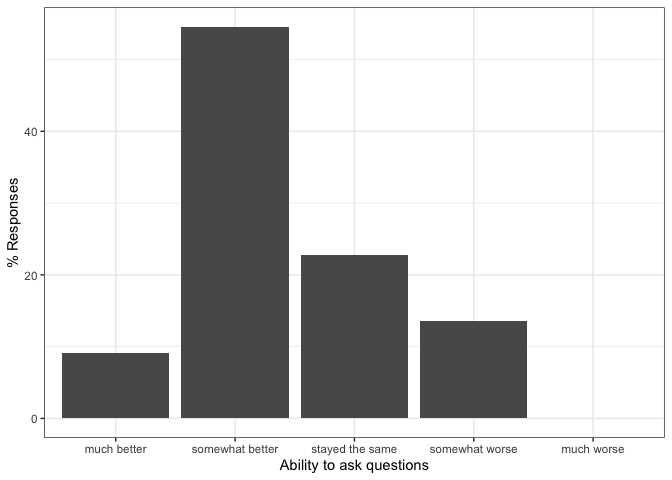 % Responses
40
20
0
much better somewhat better stayed the same somewhat worse much worse
Ability to ask questions